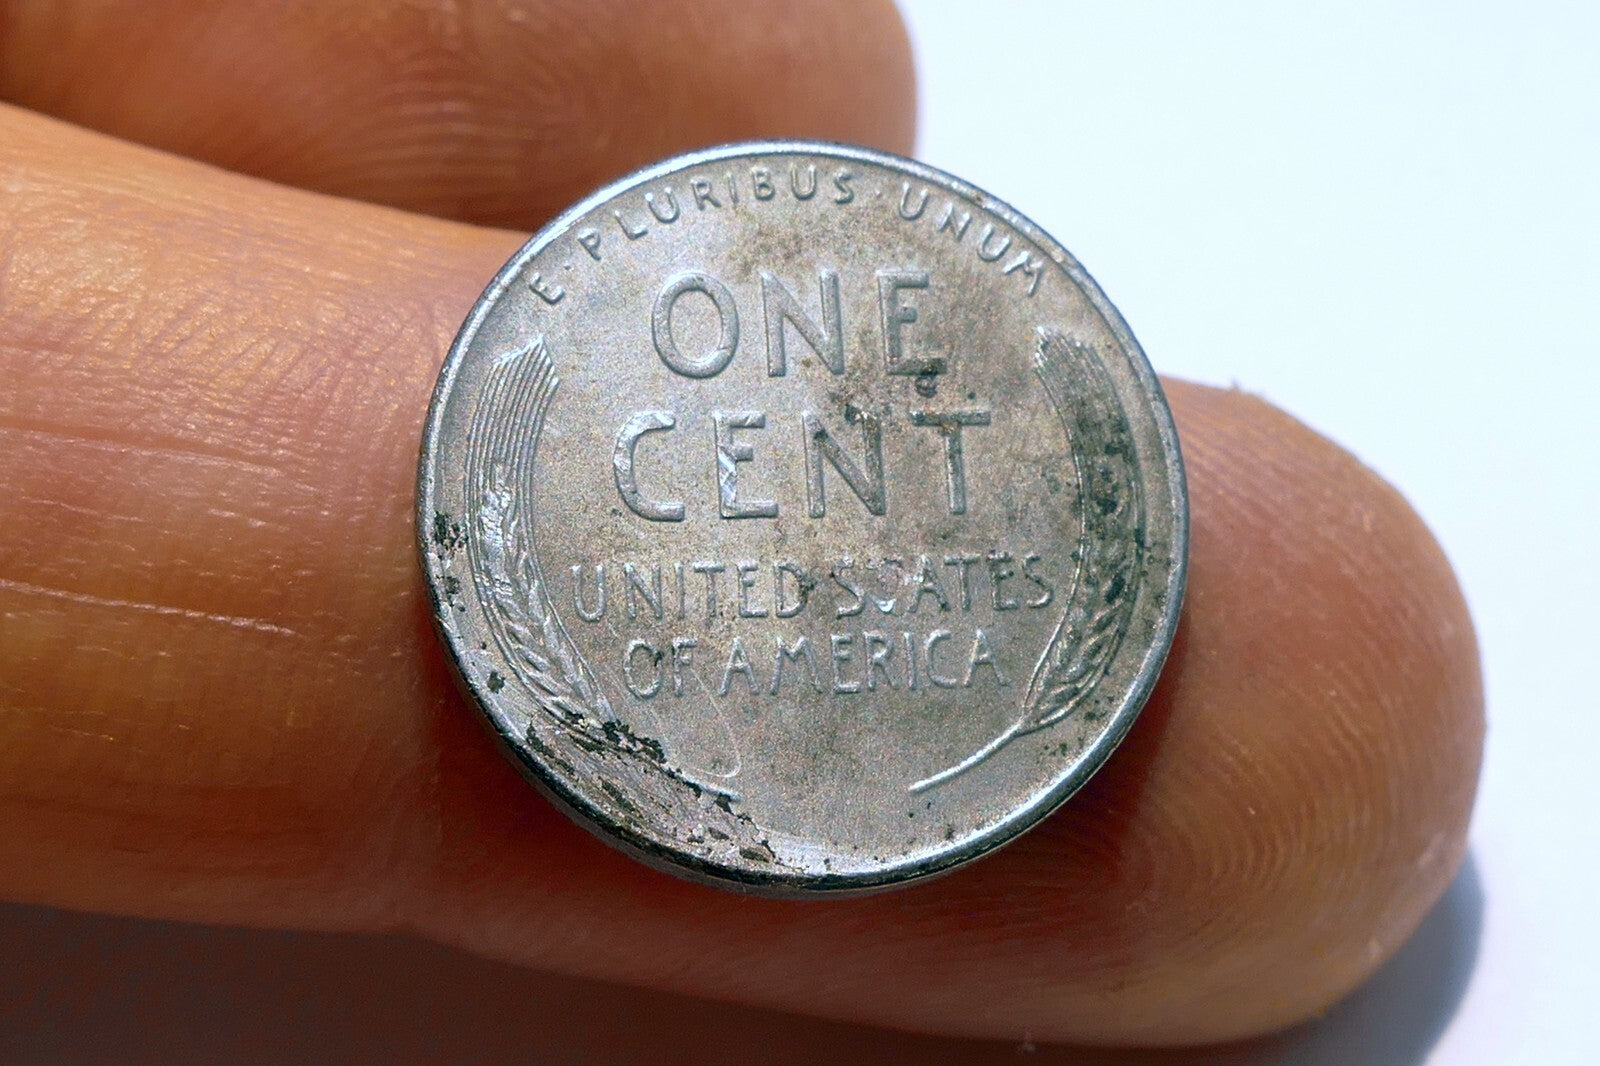 E · PLURIBUS · UNUM
ONE
CENT
UNITED STATES
OF AMERICA